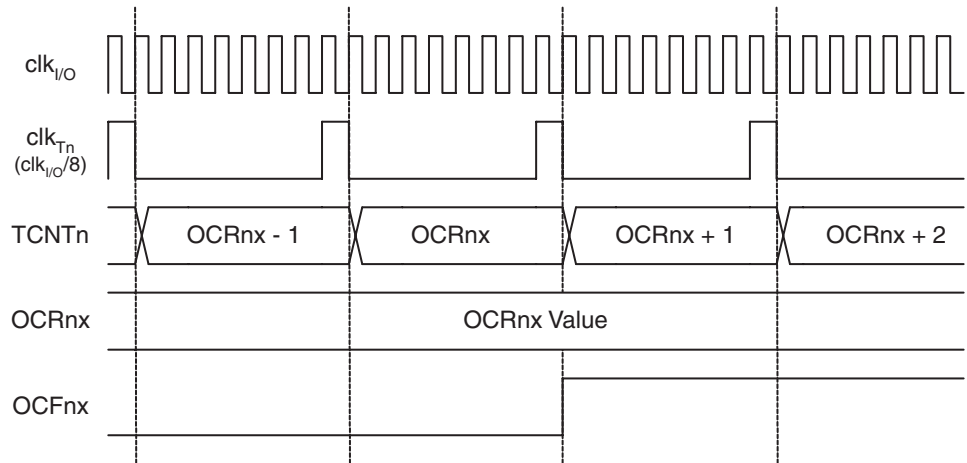 clkI/O
clkTn
(clkI/O/8)
TCNTn
OCRnx - 1
OCRnx
OCRnx + 1
OCRnx + 2
OCRnx
OCRnx Value
OCFnx